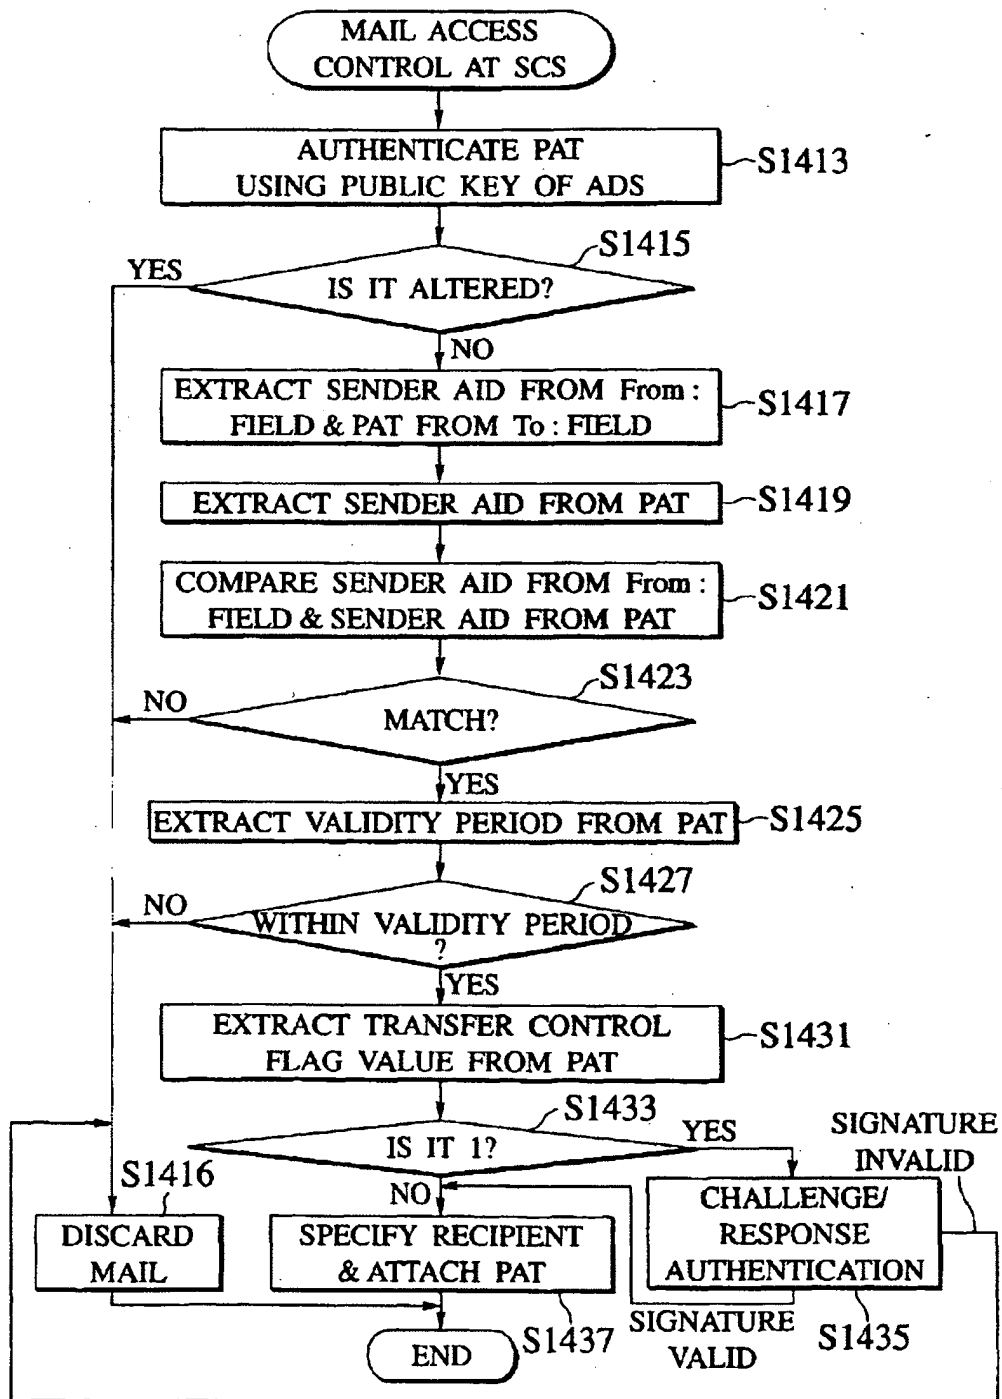 MAIL ACCESS
CONTROL AT SCS
AUTHENTICATE PAT
USING PUBLIC KEY OF ADS
S1413
S1415
YES
IS IT ALTERED?
NO
EXTRACT SENDER AID FROM From :
FIELD & PAT FROM To : FIELD
S1417
EXTRACT SENDER AID FROM PAT
S1419
COMPARE SENDER AID FROM From :
FIELD & SENDER AID FROM PAT
S1421
S1423
NO
MATCH?
YES
EXTRACT VALIDITY PERIOD FROM PAT
S1425
S1427
NO
WITHIN VALIDITY PERIOD
?
YES
EXTRACT TRANSFER CONTROL
FLAG VALUE FROM PAT
S1431
S1433
IS IT 1?
YES
SIGNATURE
INVALID
NO
S1416
DISCARD
MAIL
SPECIFY RECIPIENT
& ATTACH PAT
CHALLENGE/
RESPONSE
AUTHENTICATION
S1437
SIGNATURE
VALID
S1435
END